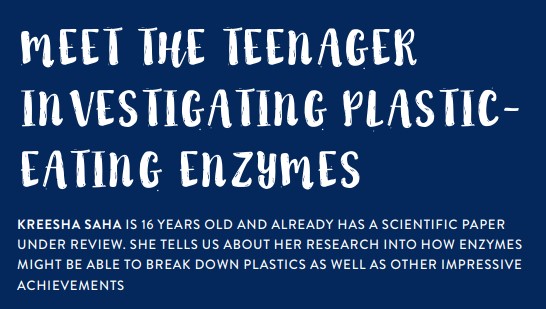 MEET THE TEENAGER
INVESTIGATING PLASTIC-
EATING ENZYMES
KREESHA SAHA IS 16 YEARS OLD AND ALREADY HAS A SCIENTIFIC PAPER
UNDER REVIEW. SHE TELLS US ABOUT HER RESEARCH INTO HOW ENZYMES
MIGHT BE ABLE TO BREAK DOWN PLASTICS AS WELL AS OTHER IMPRESSIVE
ACHIEVEMENTS